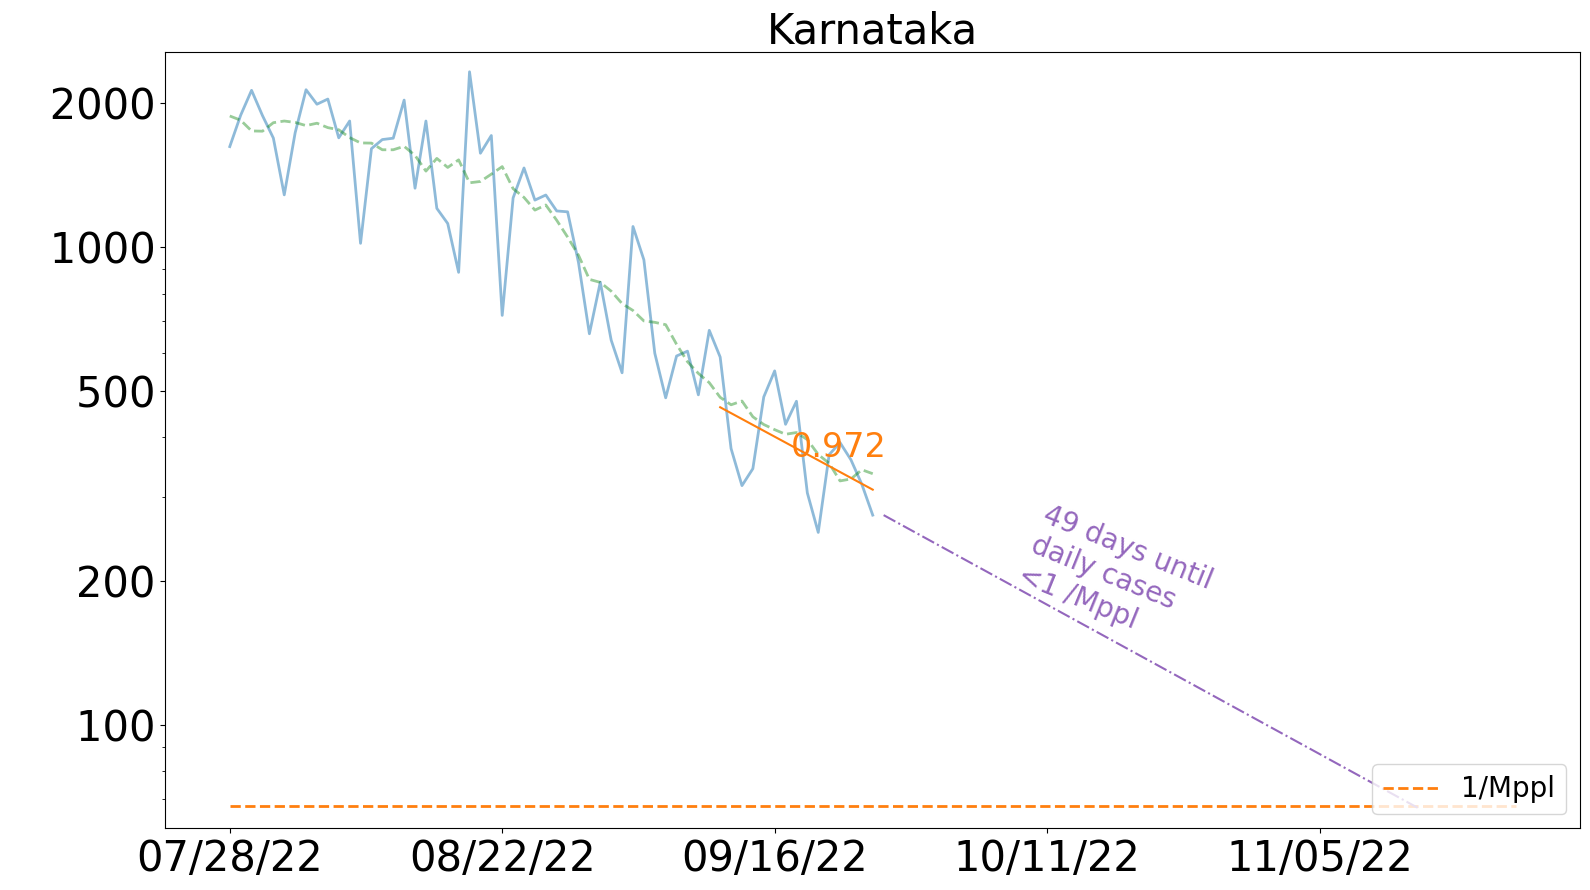 Karnataka
2000
1000
500
200
100
0.972
49 days until
daily cases
<1 /Mppl
1/Mppl
07/28/22
08/22/22
09/16/22
10/11/22
11/05/22